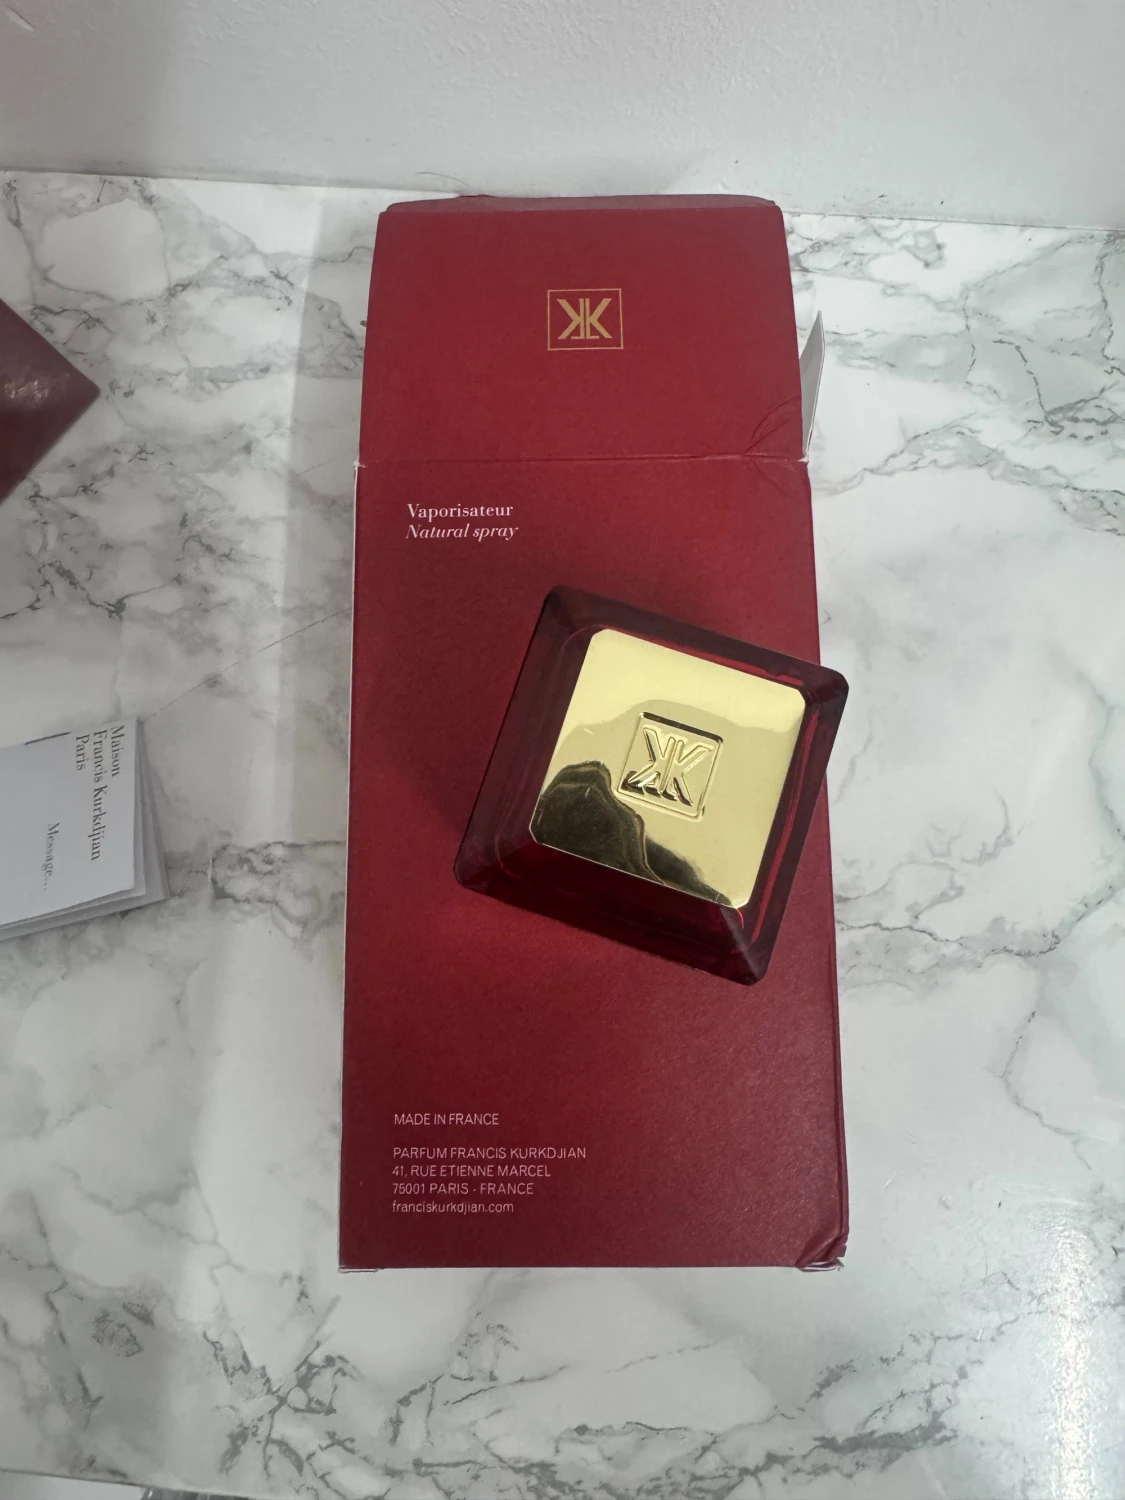 Vaporisateur
Natural spray
Maison
Francis Kurkdjian
Paris
Message...
MADE IN FRANCE
PARFUM FRANCIS KURKDJIAN
41, RUE ETIENNE MARCEL
75001 PARIS - FRANCE
franciskurkdjian.com